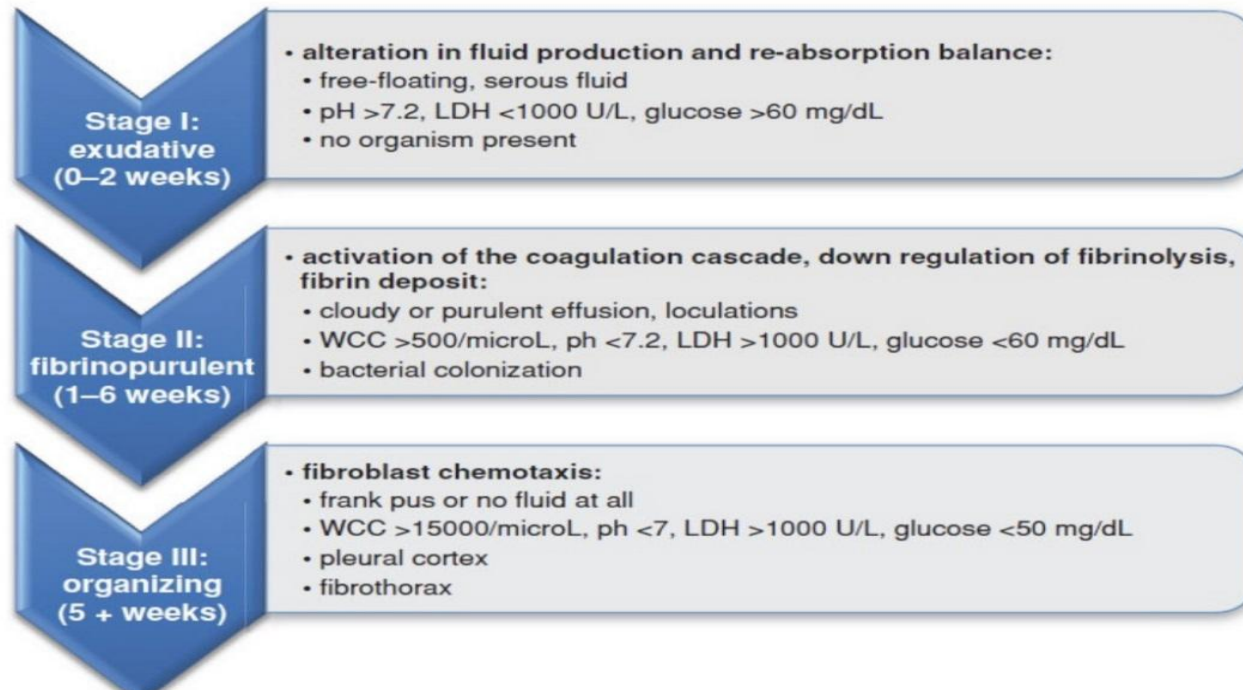 Stage I:
exudative
(0–2 weeks)
• alteration in fluid production and re-absorption balance:
• free-floating, serous fluid
• pH >7.2, LDH <1000 U/L, glucose >60 mg/dL
• no organism present
Stage II:
fibrinopurulent
(1–6 weeks)
• activation of the coagulation cascade, down regulation of fibrinolysis,
fibrin deposit:
• cloudy or purulent effusion, loculations
• WCC >500/microL, ph <7.2, LDH >1000 U/L, glucose <60 mg/dL
• bacterial colonization
Stage III:
organizing
(5 + weeks)
• fibroblast chemotaxis:
• frank pus or no fluid at all
• WCC >15000/microL, ph <7, LDH >1000 U/L, glucose <50 mg/dL
• pleural cortex
• fibrothorax